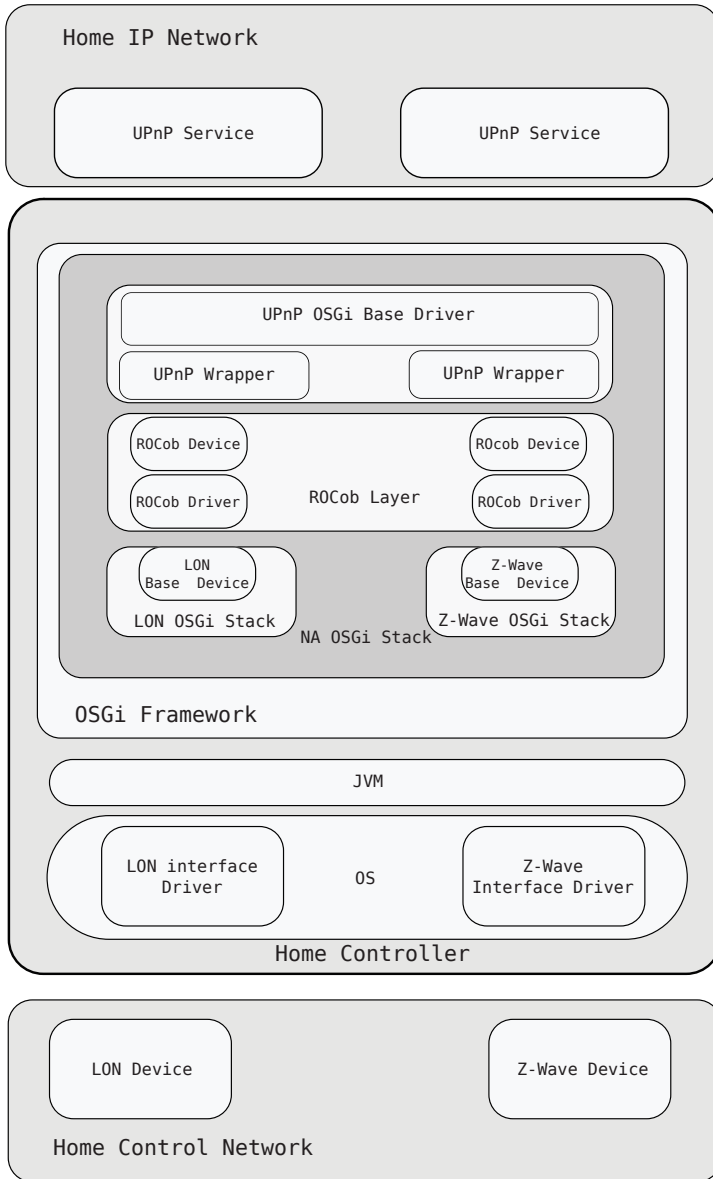 Home IP Network
UPnP Service
UPnP Service
UPnP OSGi Base Driver
UPnP Wrapper
UPnP Wrapper
ROCob Device
ROcob Device
ROCob Driver
ROCob Layer
ROCob Driver
LON
Base Device
Z-Wave
Base Device
LON OSGi Stack
Z-Wave OSGi Stack
NA OSGi Stack
OSGi Framework
JVM
LON interface
Driver
OS
Z-Wave
Interface Driver
Home Controller
LON Device
Z-Wave Device
Home Control Network